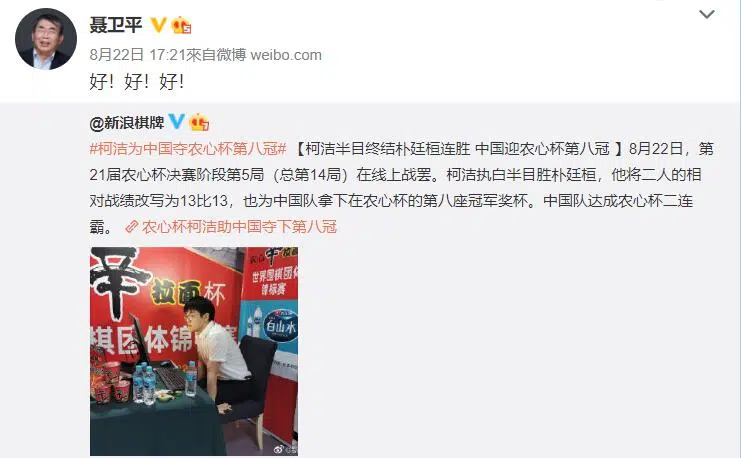 聂卫平
8月22日 17:21來自微博 weibo.com
好！好！好！
@新浪棋牌
#柯洁为中国夺农心杯第八冠# 【柯洁半目终结朴廷桓连胜 中国迎农心杯第八冠 】8月22日，第
21届农心杯决赛阶段第5局（总第14局）在线上战罢。柯洁执白半目胜朴廷桓，他将二人的相
对战绩改写为13比13，也为中国队拿下在农心杯的第八座冠军奖杯。中国队达成农心杯二连
霸。 农心杯柯洁助中国夺下第八冠
辛拉面杯
棋团体锦
世界围棋团体
锦标赛
白山水